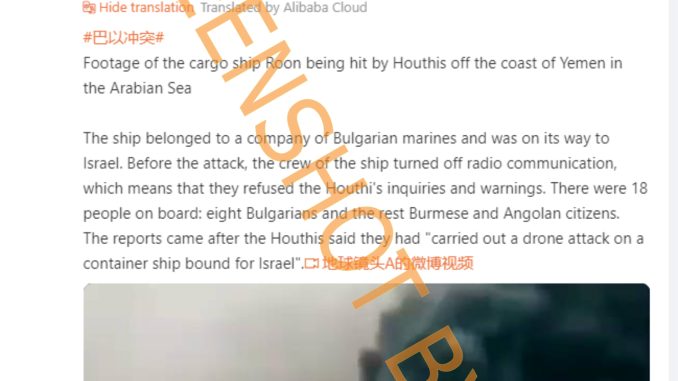 Hide translation Translated by Alibaba Cloud
#巴以冲突#
Footage of the cargo ship Roon being hit by Houthis off the coast of Yemen in
the Arabian Sea
The ship belonged to a company of Bulgarian marines and was on its way to
Israel. Before the attack, the crew of the ship turned off radio communication,
which means that they refused the Houthi's inquiries and warnings. There were 18
people on board: eight Bulgarians and the rest Burmese and Angolan citizens.
The reports came after the Houthis said they had "carried out a drone attack on a
container ship bound for Israel".地球镜头A的微博视频
ENSHOT BY